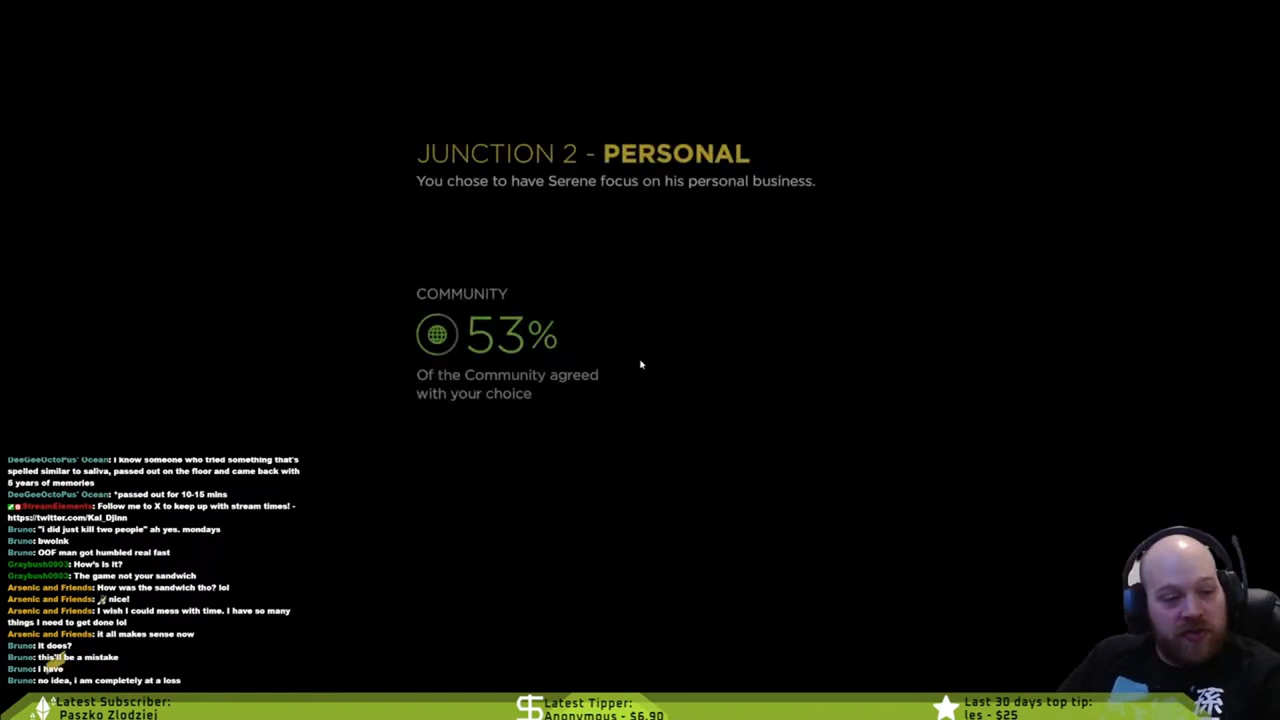 JUNCTION 2 - PERSONAL
You chose to have Serene focus on his personal business.
COMMUNITY
53%
Of the Community agreed
with your choice
DeeGeeOctoPus' Ocean: I know someone who tried something that's
spelled similar to saliva, passed out on the floor and came back with
5 years of memories
DeeGeeOctoPus' Ocean: *passed out for 10-15 mins
StreamElements: Follow me to X to keep up with stream times! -
https://twitter.com/Kal_Djinn
Bruno: "i did just kill two people" ah yes. mondays
Bruno: bwoink
Bruno: OOF man got humbled real fast
Graybush0903: How's is it?
Graybush0903: The game not your sandwich
Arsenic and Friends: How was the sandwich tho? lol
Arsenic and Friends: nice!
Arsenic and Friends: I wish I could mess with time. I have so many
things I need to get done lol
Arsenic and Friends: it all makes sense now
Bruno: It does?
Bruno: this'll be a mistake
Bruno: I have
Bruno: no idea, i am completely at a loss
Latest Subscriber:
Paszko Zlodziej
Latest Tipper:
Anonymous - $6.90
Last 30 days top tip:
les - $25
孫